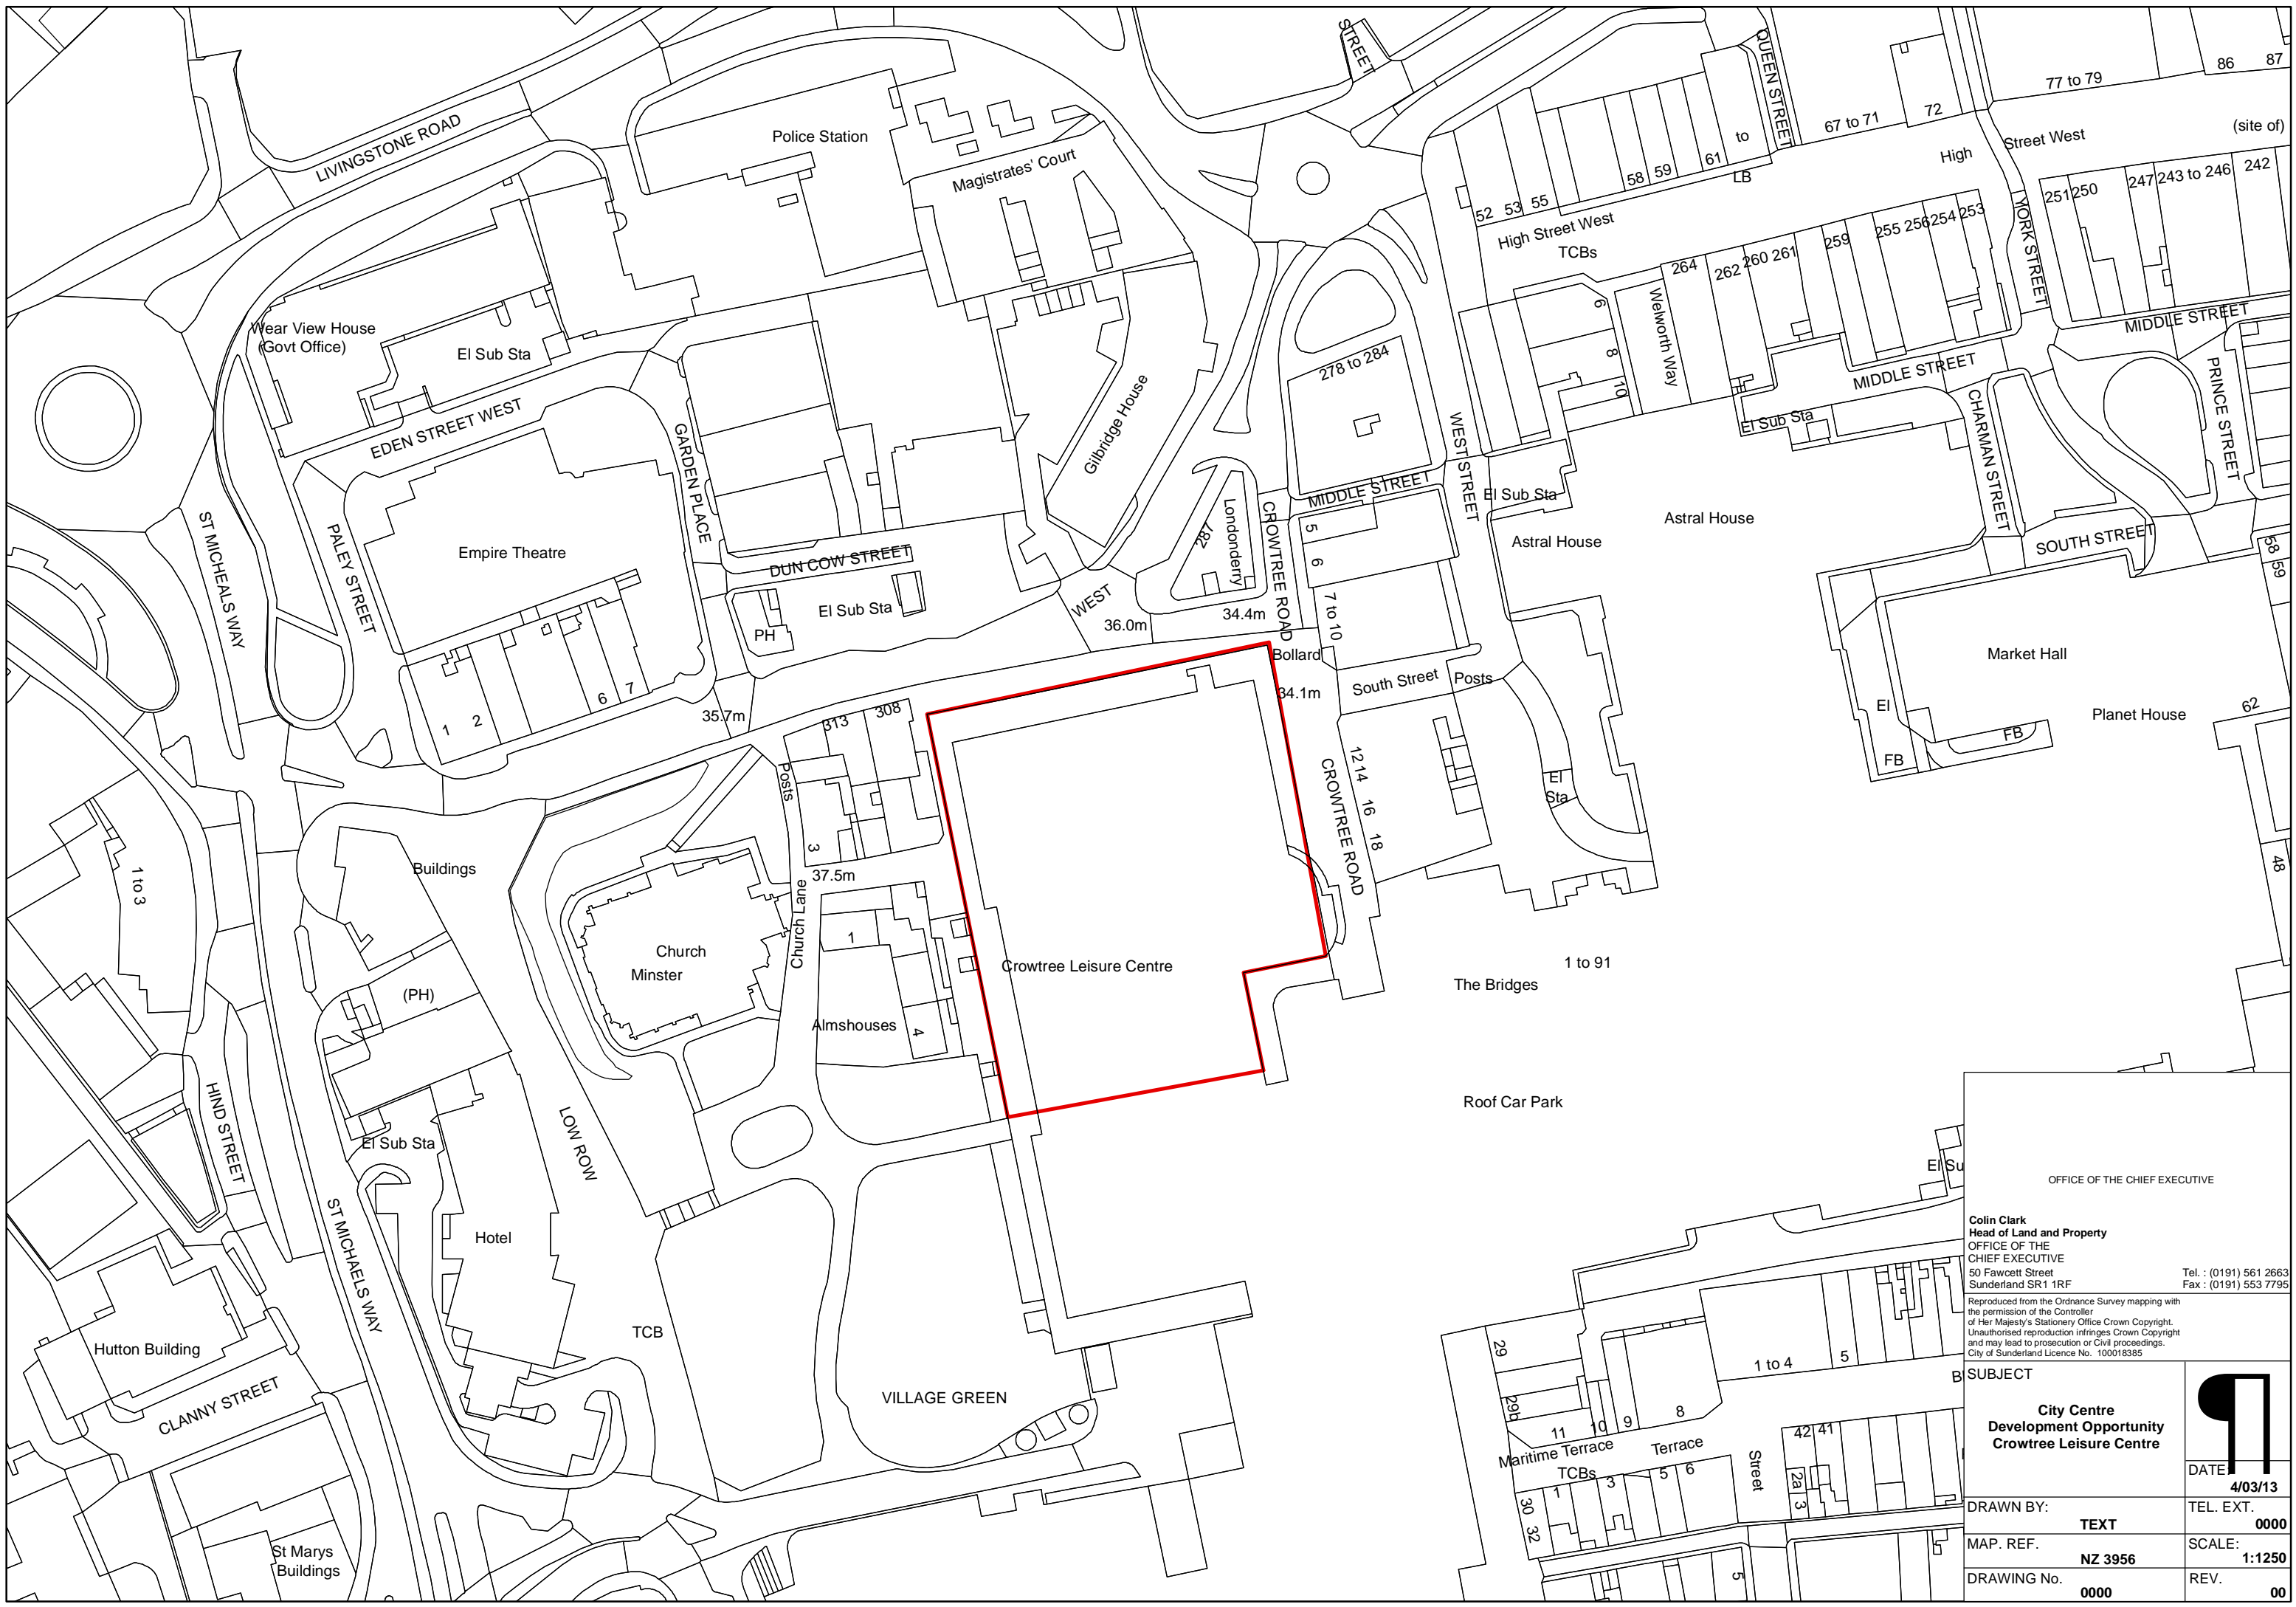 STREET
QUEEN STREET
86
87
77 to 79
72
67 to 71
to
(site of)
LIVINGSTONE ROAD
Police Station
Magistrates' Court
High
Street West
61
58
59
LB
52
53
55
251
250
247
243 to 246
242
High Street West
TCBs
YORK STREET
264
262
260
261
259
255
256
254
253
Wear View House
(Govt Office)
El Sub Sta
6
8
10
Welworth Way
MIDDLE STREET
278 to 284
MIDDLE STREET
PRINCE STREET
EDEN STREET WEST
Gilbridge House
WEST STREET
El Sub Sta
CHARMAN STREET
GARDEN PLACE
MIDDLE STREET
El Sub Sta
Astral House
Astral House
SOUTH STREET
58
59
ST MICHEALS WAY
PALEY STREET
Empire Theatre
287
Londonderry
CROWTREE ROAD
5
6
7 to 10
DUN COW STREET
El Sub Sta
PH
WEST
36.0m
34.4m
Bollard
34.1m
South Street
Posts
Market Hall
Planet House
El
FB
FB
62
1
2
6
7
35.7m
313
308
Posts
3
37.5m
12
14
16
18
CROWTREE ROAD
El
Sta
48
1 to 3
Buildings
Church Lane
Church
Minster
1
Almshouses
4
Crowtree Leisure Centre
The Bridges
1 to 91
(PH)
Roof Car Park
HIND STREET
El Sub Sta
LOW ROW
ST MICHAELS WAY
Hotel
TCB
Hutton Building
CLANNY STREET
VILLAGE GREEN
St Marys
Buildings
El Su
29
29b
11
10
9
8
1 to 4
5
B
Maritime Terrace
Terrace
TCBs
1
3
5
6
30
32
Street
42
41
2a
3
5
OFFICE OF THE CHIEF EXECUTIVE
Colin Clark
Head of Land and Property
OFFICE OF THE
CHIEF EXECUTIVE
50 Fawcett Street
Sunderland SR1 1RF
Tel. : (0191) 561 2663
Fax : (0191) 553 7795
Reproduced from the Ordnance Survey mapping with
the permission of the Controller
of Her Majesty's Stationery Office Crown Copyright.
Unauthorised reproduction infringes Crown Copyright
and may lead to prosecution or Civil proceedings.
City of Sunderland Licence No. 100018385
SUBJECT
City Centre
Development Opportunity
Crowtree Leisure Centre
¶
DATE:
4/03/13
DRAWN BY:
TEXT
TEL. EXT.
0000
MAP. REF.
NZ 3956
SCALE:
1:1250
DRAWING No.
0000
REV.
00